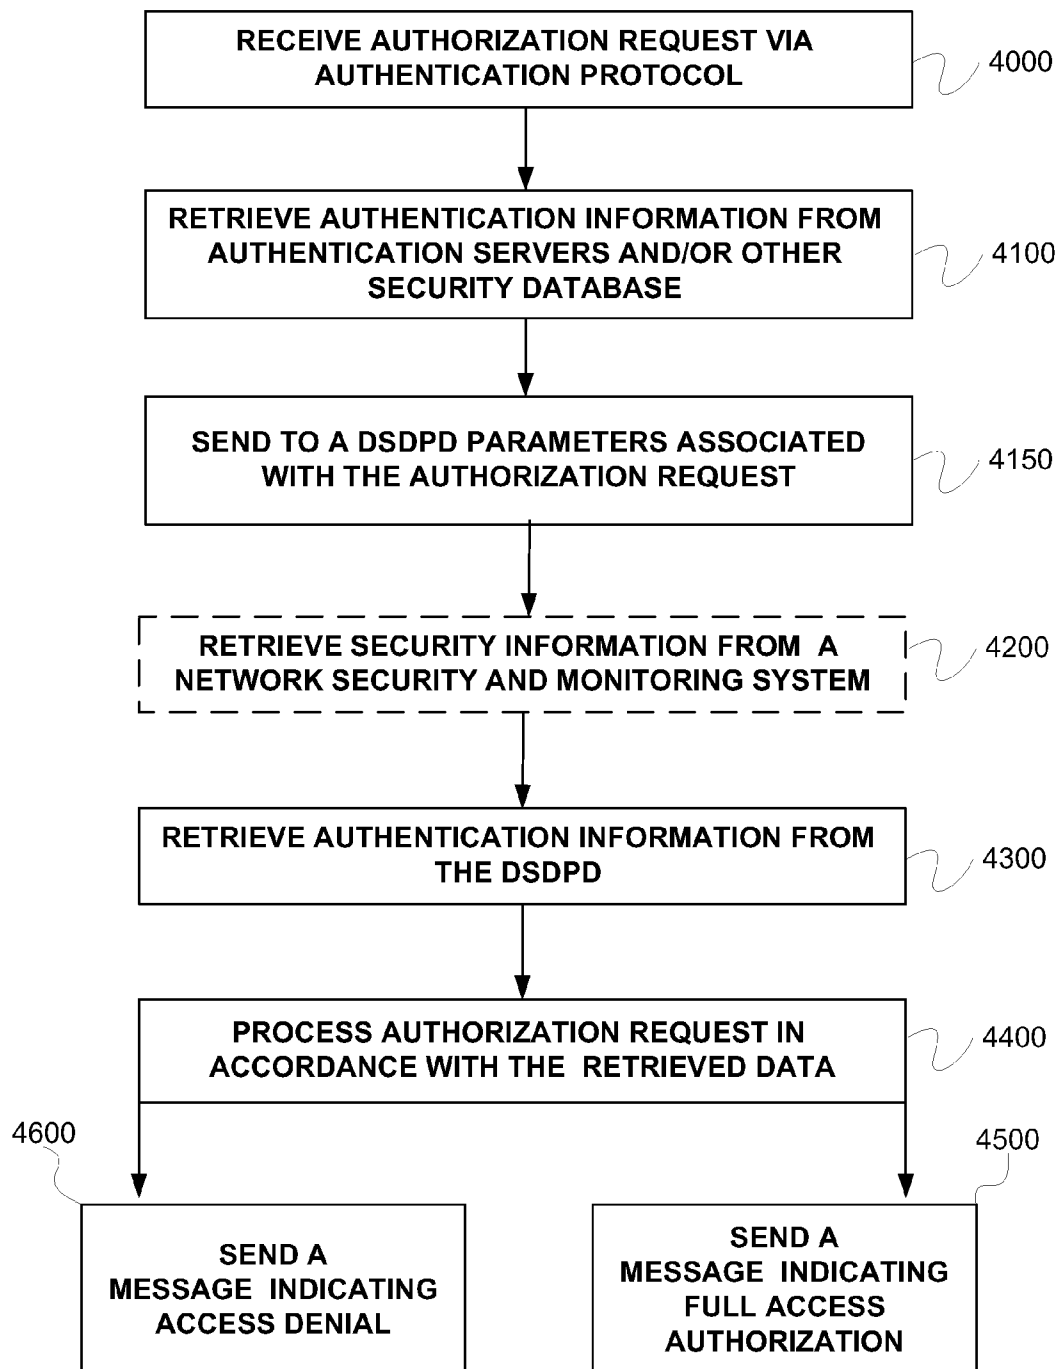 RECEIVE AUTHORIZATION REQUEST VIA
AUTHENTICATION PROTOCOL
4000
RETRIEVE AUTHENTICATION INFORMATION FROM
AUTHENTICATION SERVERS AND/OR OTHER
SECURITY DATABASE
4100
SEND TO A DSDPD PARAMETERS ASSOCIATED
WITH THE AUTHORIZATION REQUEST
4150
RETRIEVE SECURITY INFORMATION FROM A
NETWORK SECURITY AND MONITORING SYSTEM
4200
RETRIEVE AUTHENTICATION INFORMATION FROM
THE DSDPD
4300
PROCESS AUTHORIZATION REQUEST IN
ACCORDANCE WITH THE RETRIEVED DATA
4400
4600
SEND A
MESSAGE INDICATING
ACCESS DENIAL
4500
SEND A
MESSAGE INDICATING
FULL ACCESS
AUTHORIZATION